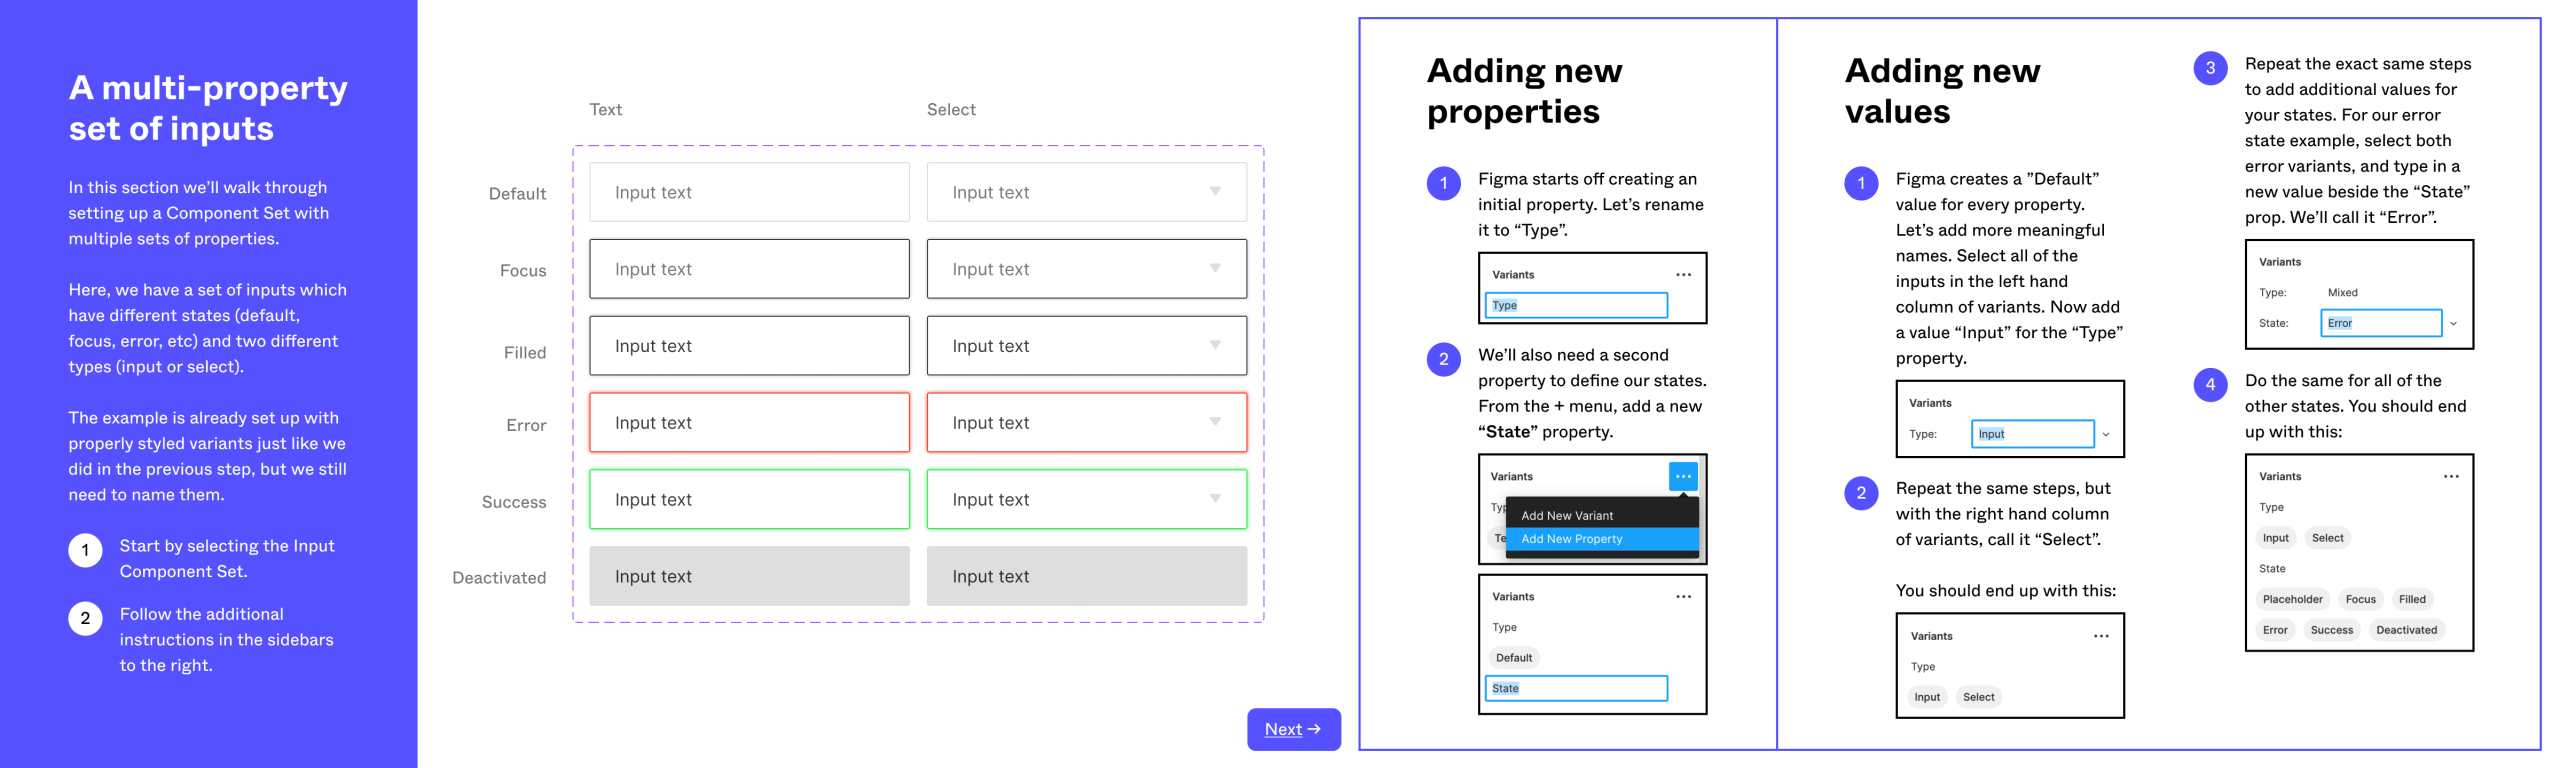 A multi-property
set of inputs
In this section we’ll walk through
setting up a Component Set with
multiple sets of properties.
Here, we have a set of inputs which
have different states (default,
focus, error, etc) and two different
types (input or select).
The example is already set up with
properly styled variants just like we
did in the previous step, but we still
need to name them.
1 Start by selecting the Input
Component Set.
2 Follow the additional
instructions in the sidebars
to the right.
Text Select
Default Input text Input text
Focus Input text Input text
Filled Input text Input text
Error Input text Input text
Success Input text Input text
Deactivated Input text Input text
Next →
Adding new
properties
1 Figma starts off creating an
initial property. Let’s rename
it to “Type”.
Variants ...
Type
2 We’ll also need a second
property to define our states.
From the + menu, add a new
“State” property.
Variants ...
Typ
Add New Variant
Te Add New Property
Variants ...
Type
Default
State
Adding new
values
1 Figma creates a ”Default”
value for every property.
Let’s add more meaningful
names. Select all of the
inputs in the left hand
column of variants. Now add
a value “Input” for the “Type”
property.
Variants
Type: Input
2 Repeat the same steps, but
with the right hand column
of variants, call it “Select”.
You should end up with this:
Variants ...
Type
Input Select
3 Repeat the exact same steps
to add additional values for
your states. For our error
state example, select both
error variants, and type in a
new value beside the “State”
prop. We’ll call it “Error”.
Variants
Type: Mixed
State: Error
4 Do the same for all of the
other states. You should end
up with this:
Variants ...
Type
Input Select
State
Placeholder Focus Filled
Error Success Deactivated